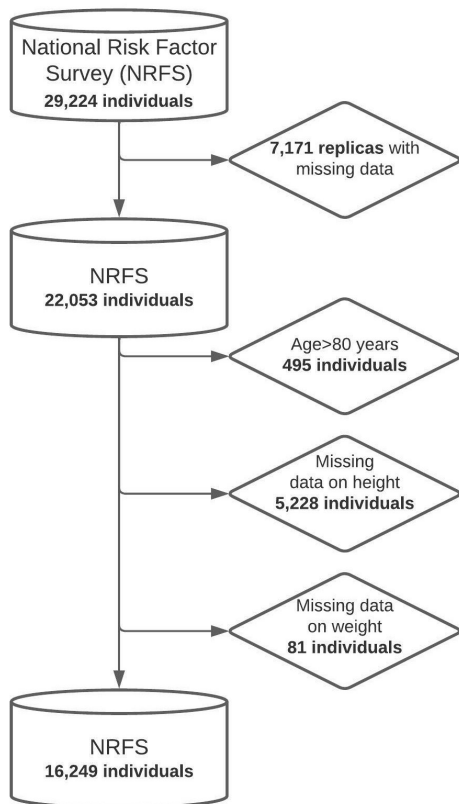 National Risk Factor
Survey (NRFS)
29,224 individuals
7,171 replicas with
missing data
NRFS
22,053 individuals
Age>80 years
495 individuals
Missing
data on height
5,228 individuals
Missing data
on weight
81 individuals
NRFS
16,249 individuals